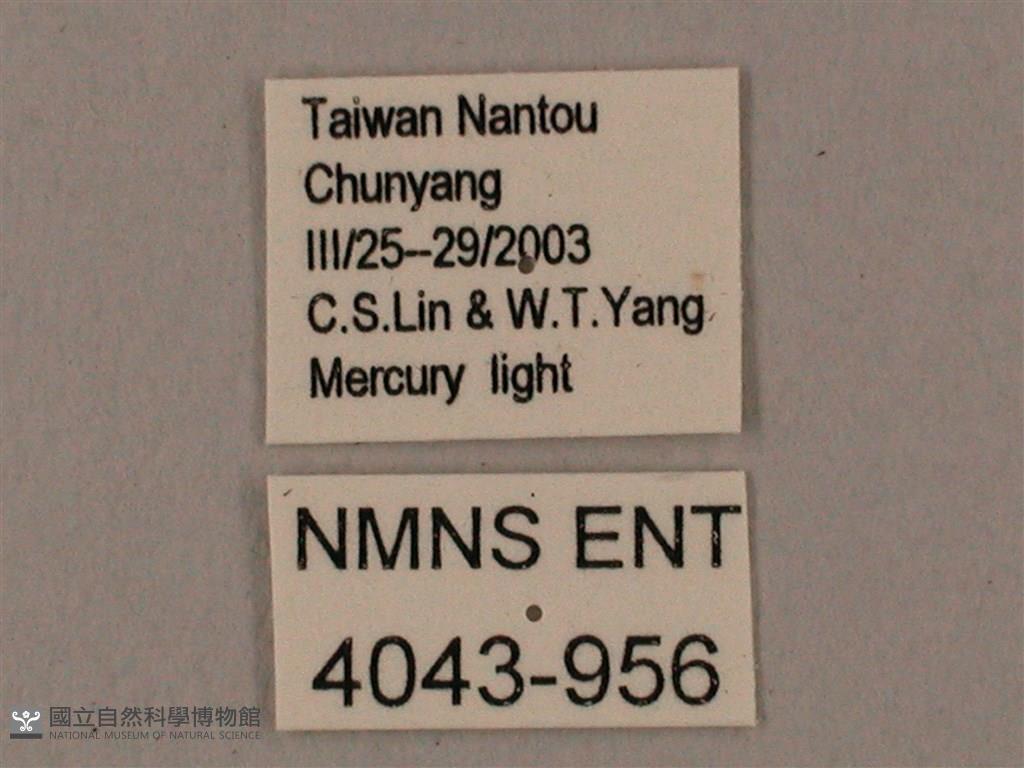 Taiwan Nantou
Chunyang
III/25--29/2003
C.S.Lin & W.T.Yang
Mercury light
NMNS ENT
4043-956
國立自然科學博物館
NATIONAL MUSEUM OF NATURAL SCIENCE